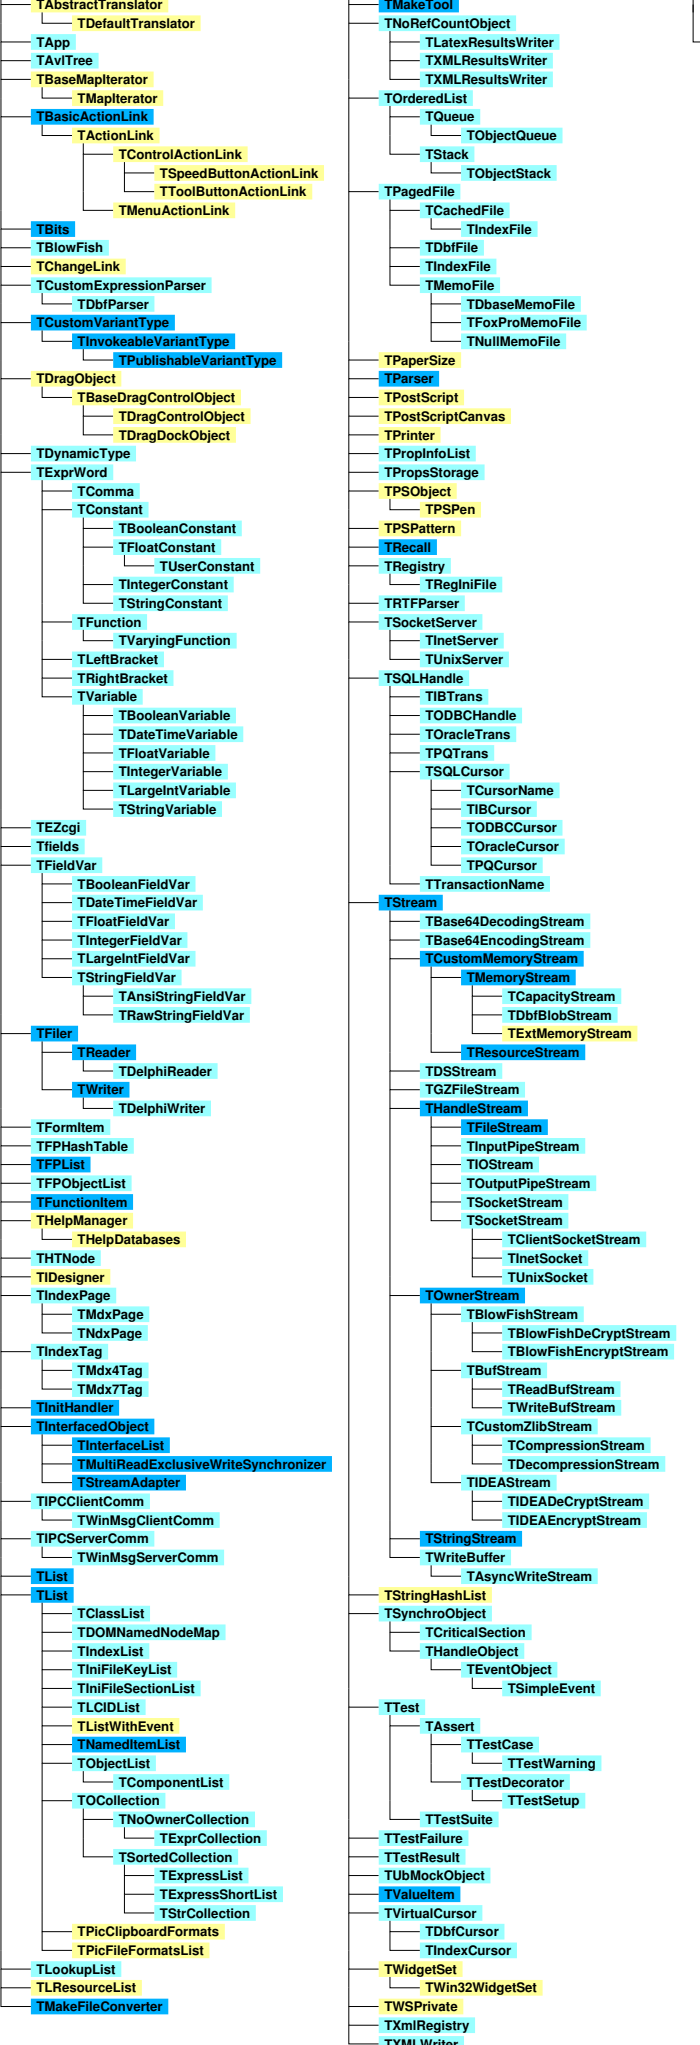 TAbstractTranslator
TDefaultTranslator
TApp
TAvlTree
TBaseMapIterator
TMapIterator
TBasicActionLink
TActionLink
TControlActionLink
TSpeedButtonActionLink
TToolButtonActionLink
TMenuActionLink
TBits
TBlowFish
TChangeLink
TCustomExpressionParser
TDbfParser
TCustomVariantType
TInvokeableVariantType
TPublishableVariantType
TDragObject
TBaseDragControlObject
TDragControlObject
TDragDockObject
TDynamicType
TExprWord
TComma
TConstant
TBooleanConstant
TFloatConstant
TUserConstant
TIntegerConstant
TStringConstant
TFunction
TVaryingFunction
TLeftBracket
TRightBracket
TVariable
TBooleanVariable
TDateTimeVariable
TFloatVariable
TIntegerVariable
TLargeIntVariable
TStringVariable
TEZcgi
Tfields
TFieldVar
TBooleanFieldVar
TDateTimeFieldVar
TFloatFieldVar
TIntegerFieldVar
TLargeIntFieldVar
TStringFieldVar
TAnsiStringFieldVar
TRawStringFieldVar
TFiler
TReader
TDelphiReader
TWriter
TDelphiWriter
TFormItem
TFPHashTable
TFPList
TFPObjectList
TFunctionItem
THelpManager
THelpDatabases
THTNode
TIDesigner
TIndexPage
TMdxPage
TNdxPage
TIndexTag
TMdx4Tag
TMdx7Tag
TInitHandler
TInterfacedObject
TInterfaceList
TMultiReadExclusiveWriteSynchronizer
TStreamAdapter
TIPCClientComm
TWinMsgClientComm
TIPCServerComm
TWinMsgServerComm
TList
TList
TClassList
TDOMNamedNodeMap
TIndexList
TIniFileKeyList
TIniFileSectionList
TLCIDList
TListWithEvent
TNamedItemList
TObjectList
TComponentList
TOCollection
TNoOwnerCollection
TExprCollection
TSortedCollection
TExpressList
TExpressShortList
TStrCollection
TPicClipboardFormats
TPicFileFormatsList
TLookupList
TLResourceList
TMakeFileConverter
TMakeTool
TNoRefCountObject
TLatexResultsWriter
TXMLResultsWriter
TXMLResultsWriter
TOrderedList
TQueue
TObjectQueue
TStack
TObjectStack
TPagedFile
TCachedFile
TIndexFile
TDbfFile
TIndexFile
TMemoFile
TDbaseMemoFile
TFoxProMemoFile
TNullMemoFile
TPaperSize
TParser
TPostScript
TPostScriptCanvas
TPrinter
TPropInfoList
TPropsStorage
TPSObject
TPSPen
TPSPattern
TRecall
TRegistry
TRegIniFile
TRTFParser
TSocketServer
TInetServer
TUnixServer
TSQLHandle
TIBTrans
TODBCHandle
TOracleTrans
TPQTrans
TSQLCursor
TCursorName
TIBCursor
TODBCCursor
TOracleCursor
TPQCursor
TTransactionName
TStream
TBase64DecodingStream
TBase64EncodingStream
TCustomMemoryStream
TMemoryStream
TCapacityStream
TDbfBlobStream
TExtMemoryStream
TResourceStream
TDSStream
TGZFileStream
THandleStream
TFileStream
TInputPipeStream
TIOStream
TOutputPipeStream
TSocketStream
TSocketStream
TClientSocketStream
TInetSocket
TUnixSocket
TOwnerStream
TBlowFishStream
TBlowFishDeCryptStream
TBlowFishEncryptStream
TBufStream
TReadBufStream
TWriteBufStream
TCustomZlibStream
TCompressionStream
TDecompressionStream
TIDEAStream
TIDEADeCryptStream
TIDEAEncryptStream
TStringStream
TWriteBuffer
TAsyncWriteStream
TStringHashList
TSynchroObject
TCriticalSection
THandleObject
TEventObject
TSimpleEvent
TTest
TAssert
TTestCase
TTestWarning
TTestDecorator
TTestSetup
TTestSuite
TTestFailure
TTestResult
TUbMockObject
TValueItem
TVirtualCursor
TDbfCursor
TIndexCursor
TWidgetSet
TWin32WidgetSet
TWSPrivate
TXmlRegistry
TXMLWriter